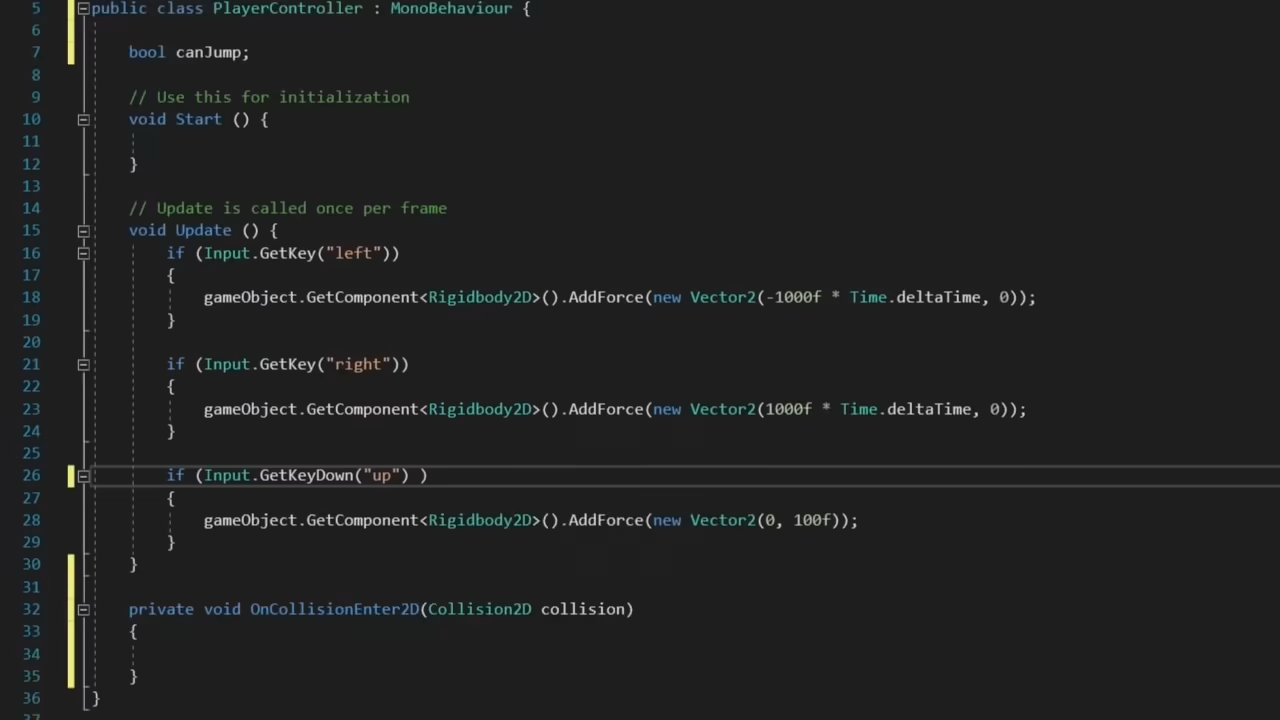 5 public class PlayerController : MonoBehaviour {
6
7 bool canJump;
8
9 // Use this for initialization
10 void Start () {
11
12 }
13
14 // Update is called once per frame
15 void Update () {
16 if (Input.GetKey("left"))
17 {
18 gameObject.GetComponent<Rigidbody2D>().AddForce(new Vector2(-1000f * Time.deltaTime, 0));
19 }
20
21 if (Input.GetKey("right"))
22 {
23 gameObject.GetComponent<Rigidbody2D>().AddForce(new Vector2(1000f * Time.deltaTime, 0));
24 }
25
26 if (Input.GetKeyDown("up") )
27 {
28 gameObject.GetComponent<Rigidbody2D>().AddForce(new Vector2(0, 100f));
29 }
30 }
31
32 private void OnCollisionEnter2D(Collision2D collision)
33 {
34
35 }
36 }
37